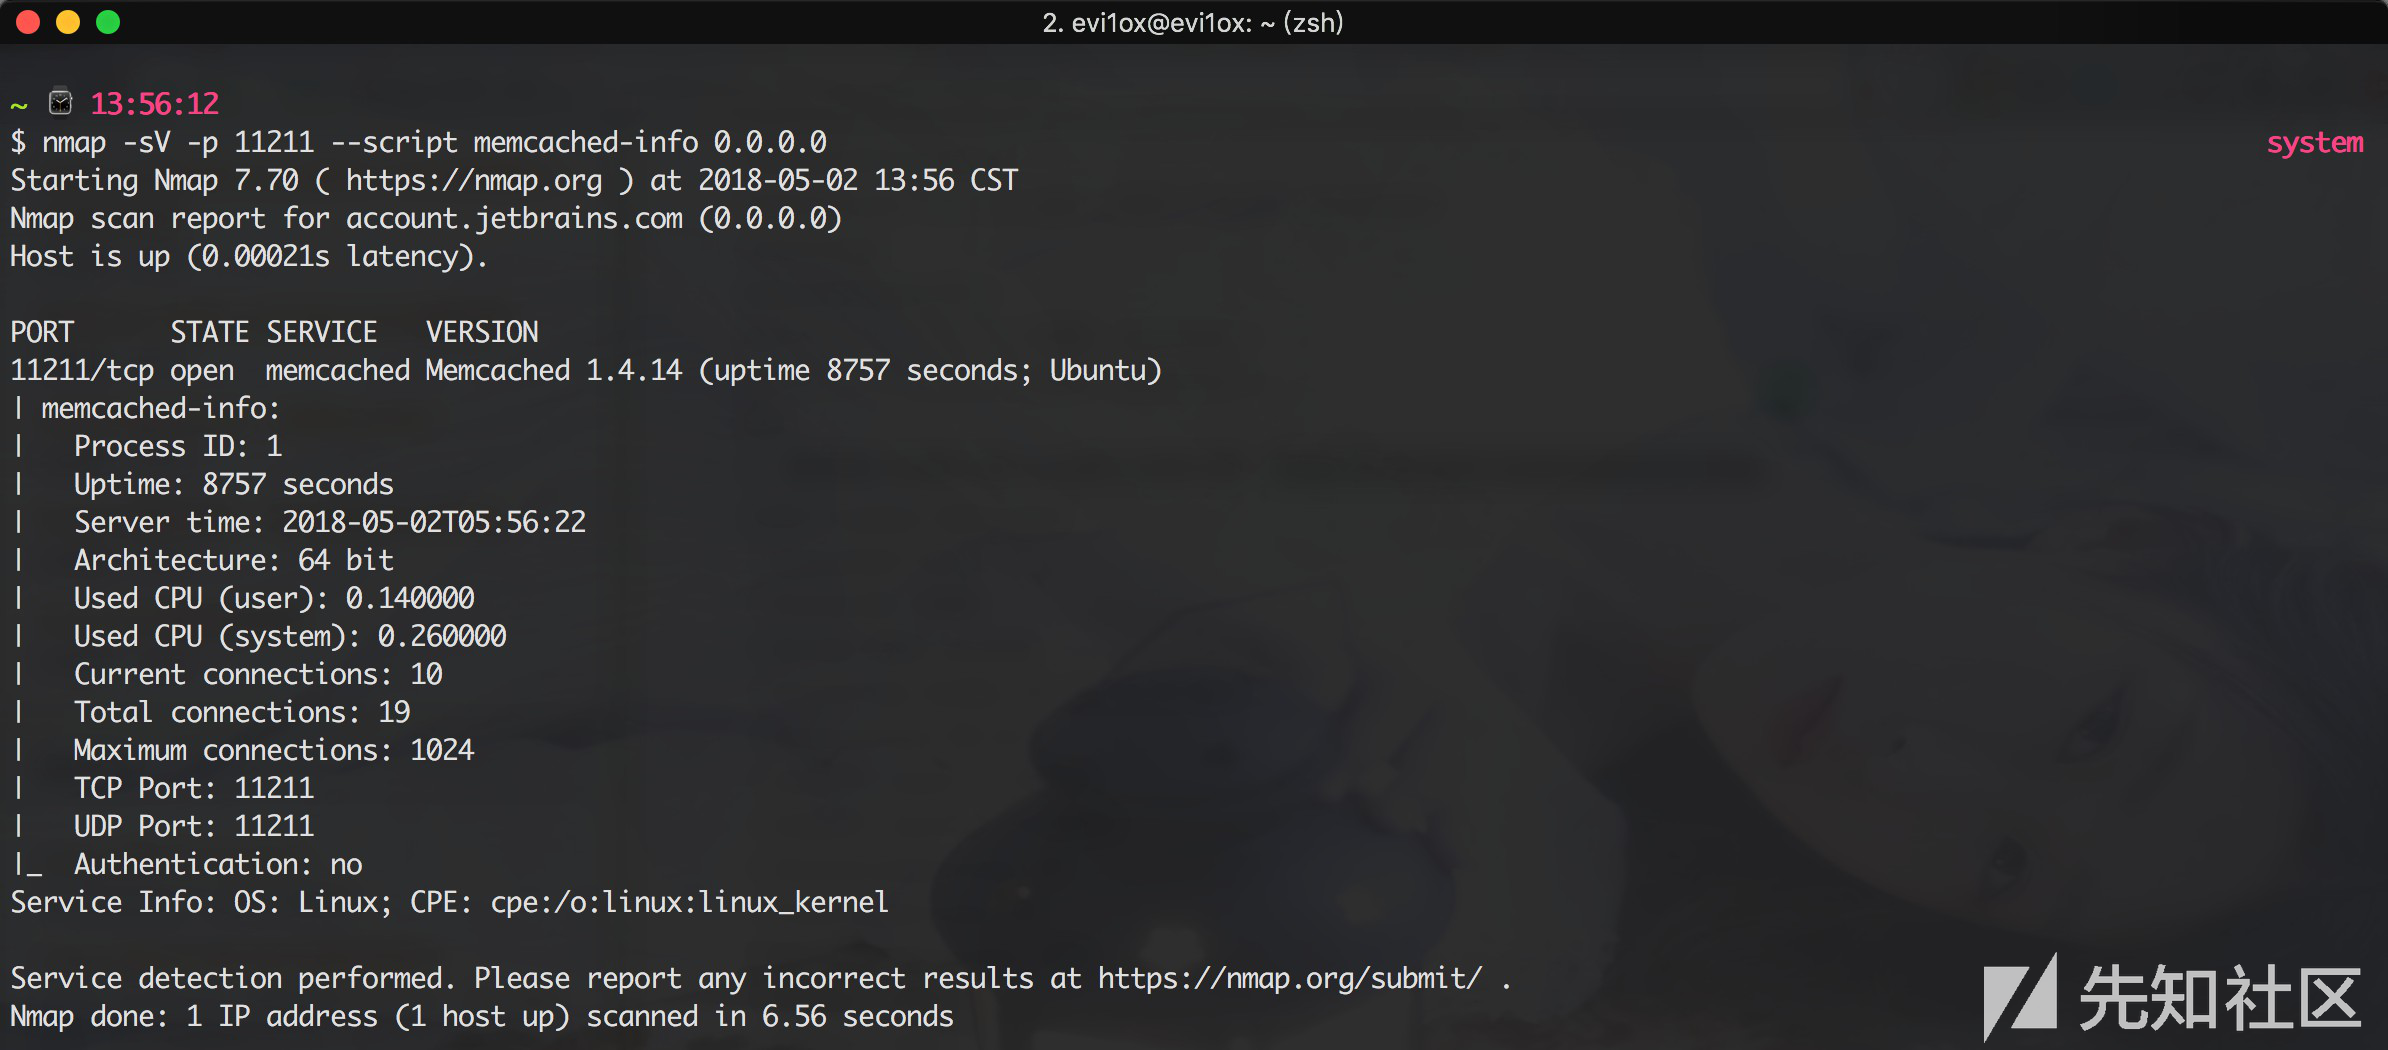 2. evi1ox@evi1ox: ~ (zsh)
~ 13:56:12
$ nmap -sV -p 11211 --script memcached-info 0.0.0.0 system
Starting Nmap 7.70 ( https://nmap.org ) at 2018-05-02 13:56 CST
Nmap scan report for account.jetbrains.com (0.0.0.0)
Host is up (0.00021s latency).
PORT      STATE SERVICE   VERSION
11211/tcp open  memcached Memcached 1.4.14 (uptime 8757 seconds; Ubuntu)
| memcached-info:
|   Process ID: 1
|   Uptime: 8757 seconds
|   Server time: 2018-05-02T05:56:22
|   Architecture: 64 bit
|   Used CPU (user): 0.140000
|   Used CPU (system): 0.260000
|   Current connections: 10
|   Total connections: 19
|   Maximum connections: 1024
|   TCP Port: 11211
|   UDP Port: 11211
|_  Authentication: no
Service Info: OS: Linux; CPE: cpe:/o:linux:linux_kernel
Service detection performed. Please report any incorrect results at https://nmap.org/submit/ .
Nmap done: 1 IP address (1 host up) scanned in 6.56 seconds
先知社区